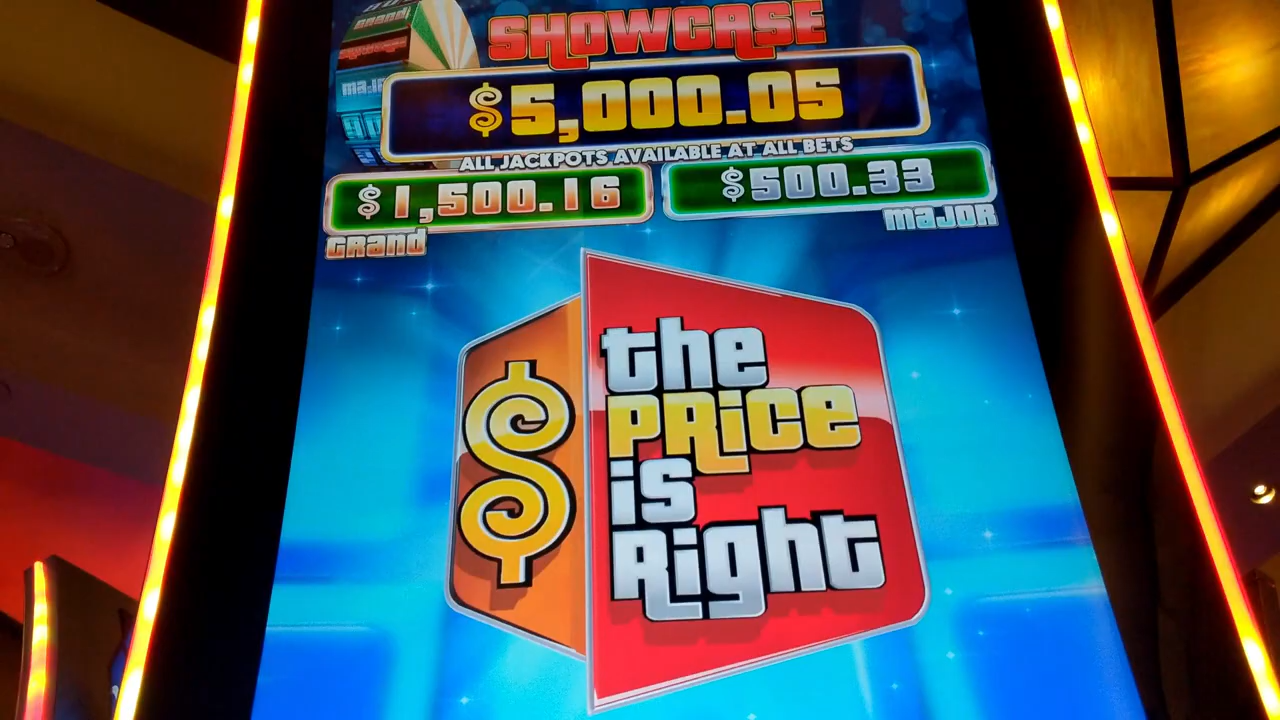 GRAND
SHOWCASE
$5,000.05
ALL JACKPOTS AVAILABLE AT ALL BETS
$1,500.16
$500.33
GRAND
MAJOR
$
the
PRice
is
Right